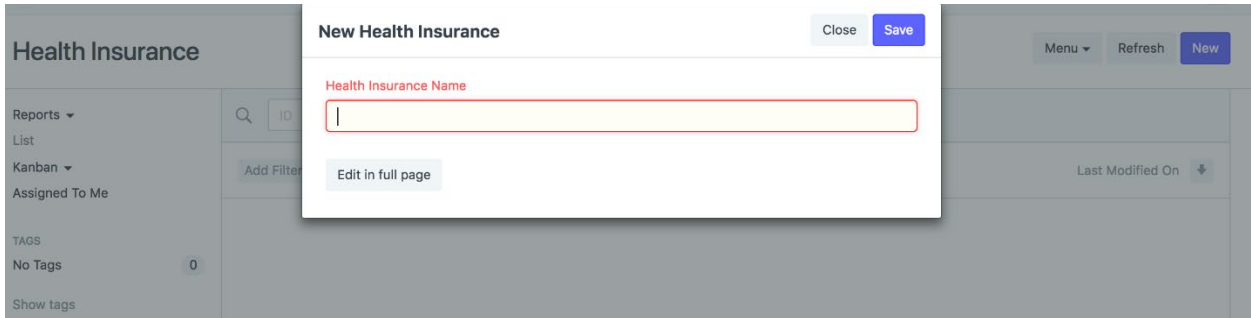 New Health Insurance
Close
Save
Health Insurance
Menu
Refresh
New
Health Insurance Name
Reports
ID
List
Kanban
Add Filter
Edit in full page
Last Modified On
Assigned To Me
TAGS
No Tags 0
Show tags